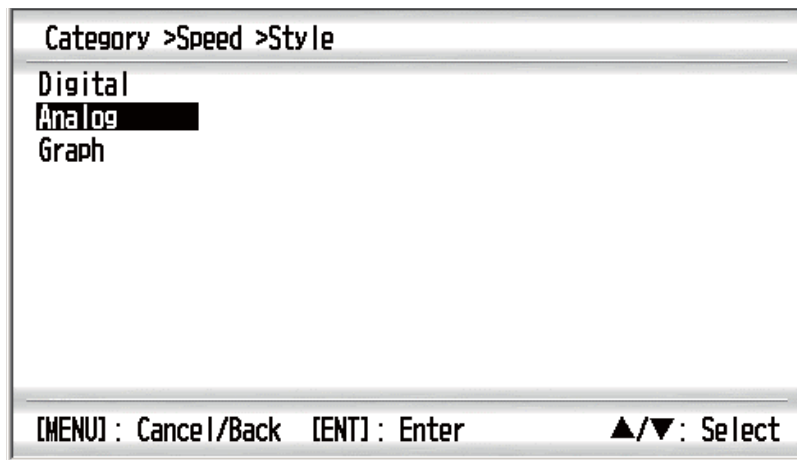 Category >Speed >Style
Digital
Analog
Graph
[MENU]: Cancel/Back [ENT]: Enter ▲/▼: Select